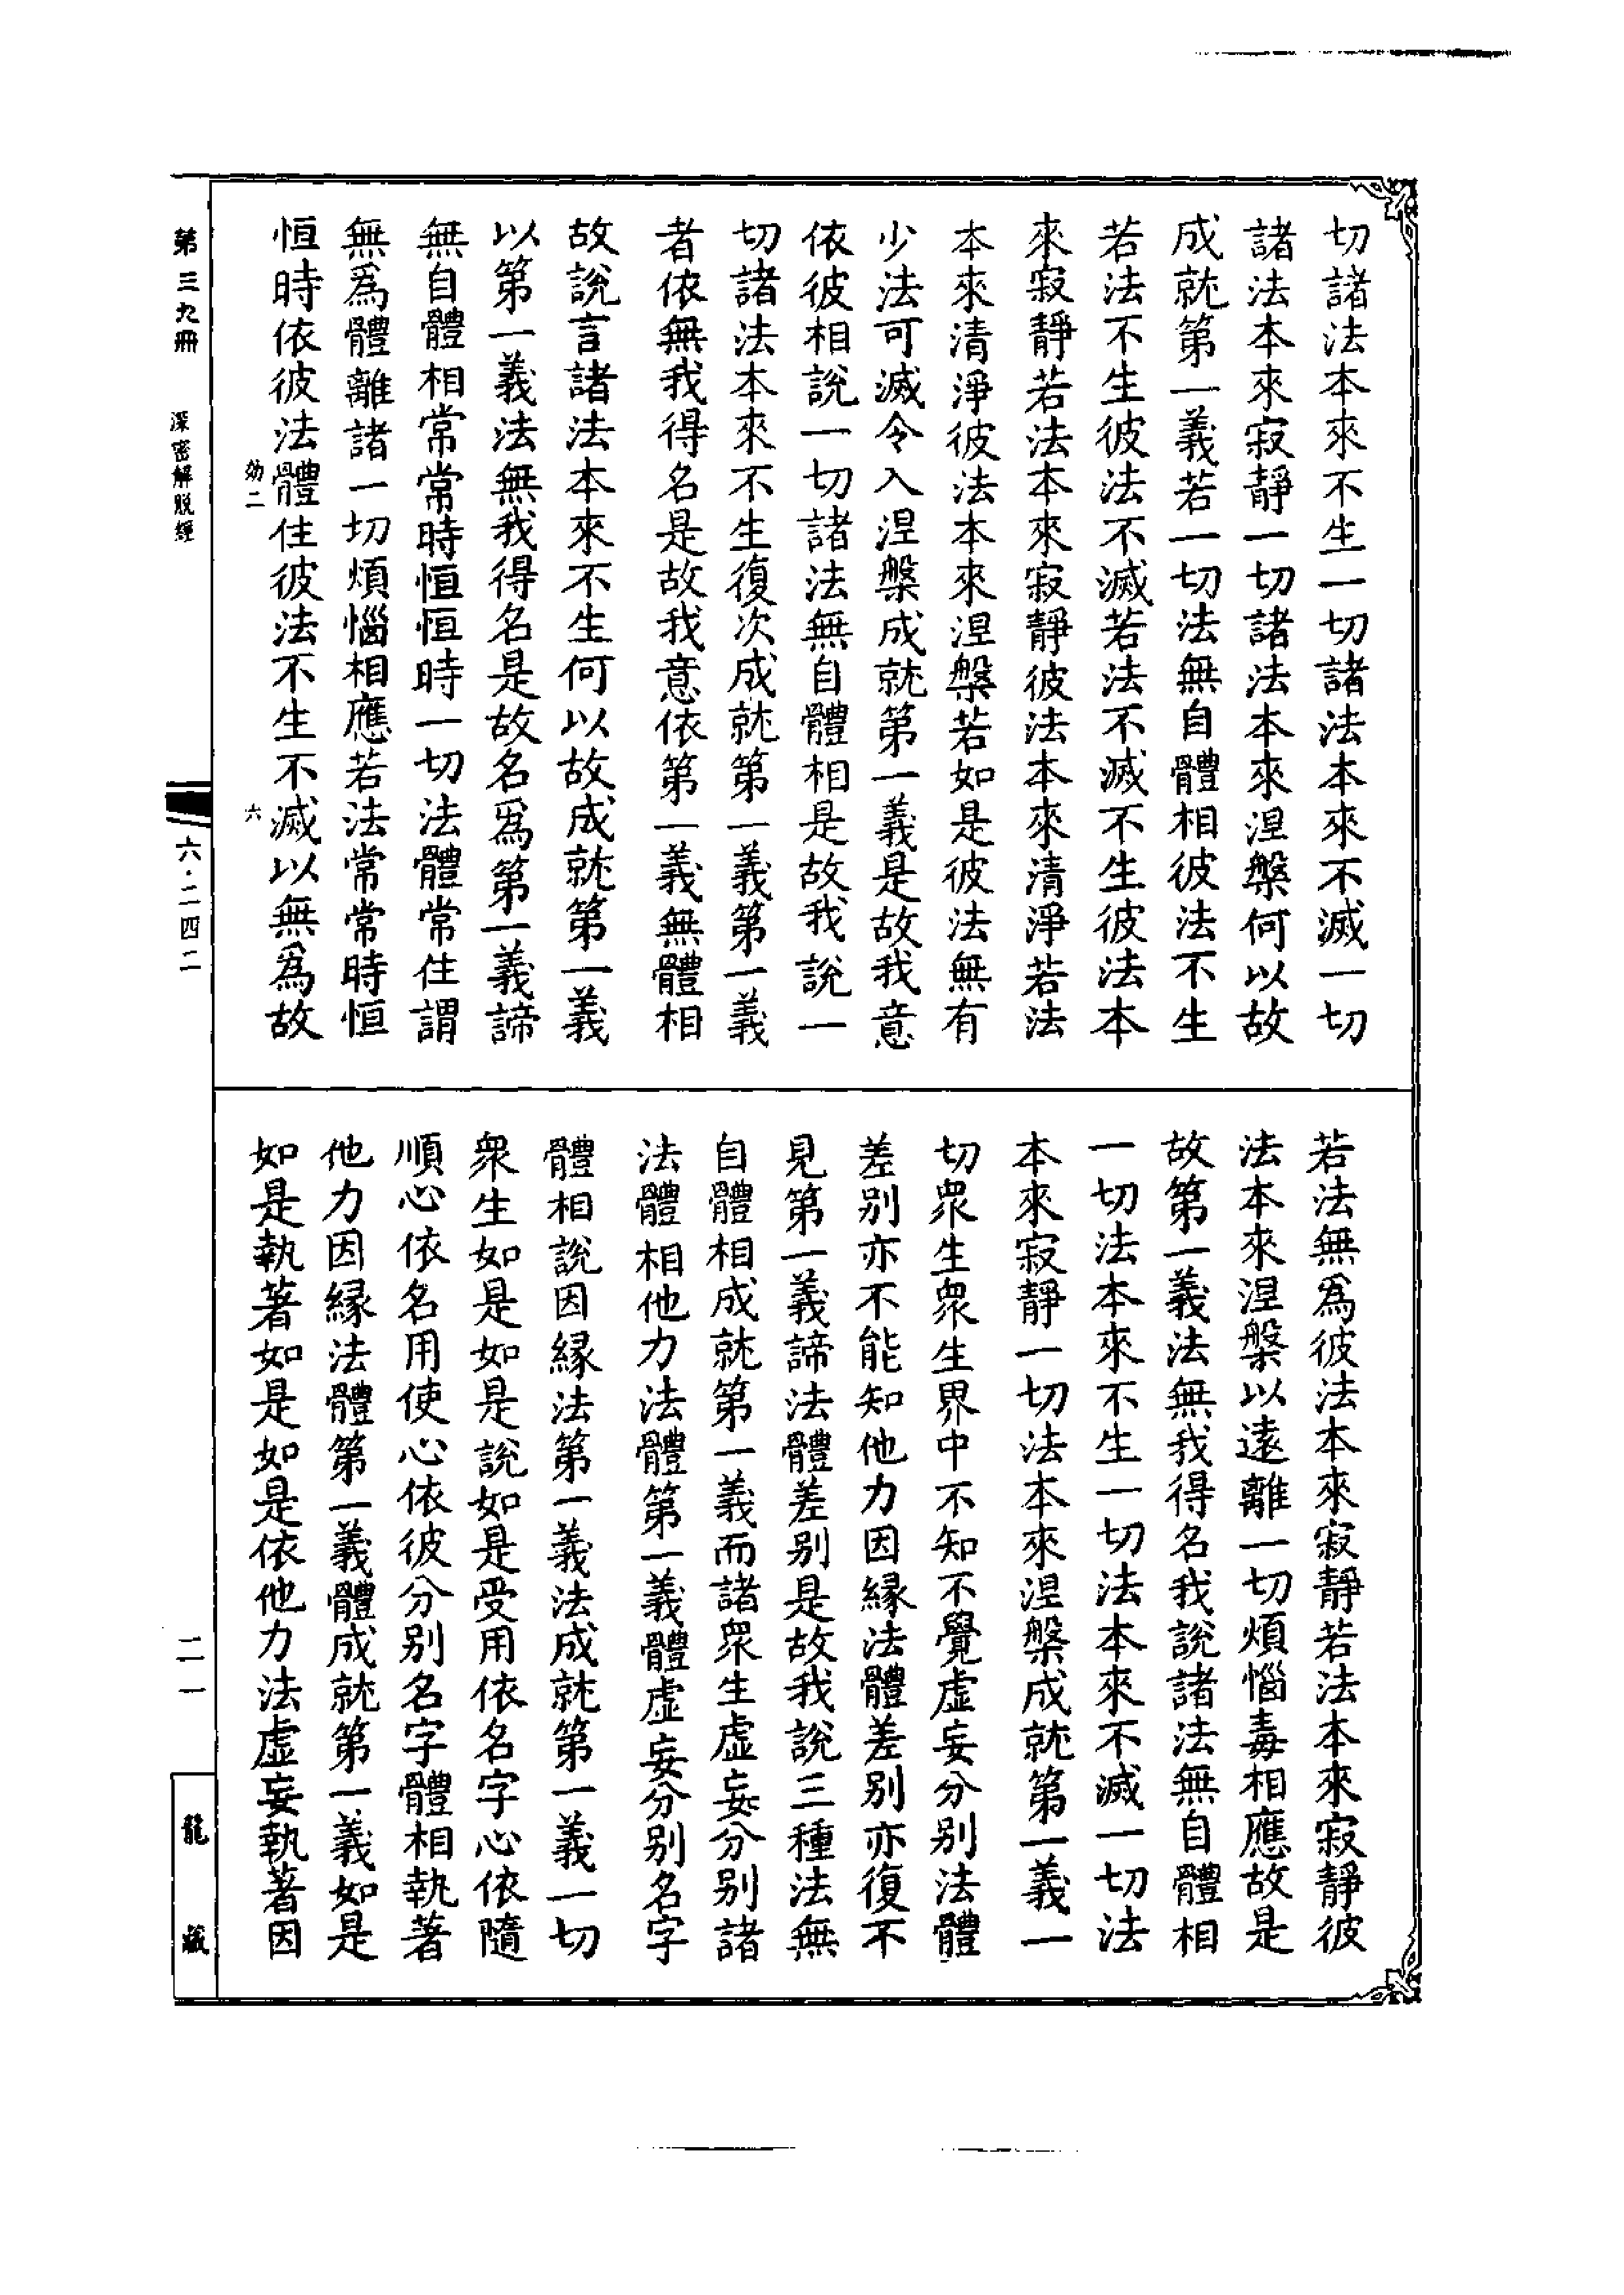 切諸法本來不生一切諸法本來不滅一切
諸法本來寂靜一切諸法本來涅槃何以故
成就第一義若一切法無自體相彼法不生
若法不生彼法不滅若法不滅不生彼法本
來寂靜若法本來寂靜彼法本來清淨若法
本來清淨彼法本來涅槃若如是彼法無有
少法可滅令入涅槃成就第一義是故我意
依彼相說一切諸法無自體相是故我說一
切諸法本來不生復次成就第一義第一義
者依無我得名是故我意依第一義無體相
故說言諸法本來不生何以故成就第一義
以第一義法無我得名是故名爲第一義諦
無自體相常常時恒恒時一切法體常住謂
無爲體離諸一切煩惱相應若法常常時恒
恒時依彼法體住彼法不生不滅以無爲故
効二
六
若法無爲彼法本來寂靜若法本來寂靜彼
法本來涅槃以遠離一切煩惱毒相應故是
故第一義法無我得名我說諸法無自體相
一切法本來不生一切法本來不滅一切法
本來寂靜一切法本來涅槃成就第一義一
切眾生眾生界中不知不覺虛妄分別法體
差別亦不能知他力因緣法體差別亦復不
見第一義諦法體差別是故我說三種法無
自體相成就第一義而諸眾生虛妄分別諸
法體相他力法體第一義體虛妄分別名字
體相說因緣法第一義法成就第一義一切
眾生如是如是說如是受用依名字心依隨
順心依名用使心依彼分別名字體相執著
他力因緣法體第一義體成就第一義如是
如是執著如是如是依他力法虛妄執著因
第三九冊
深密解脫經
六·二四二
二一
龍藏